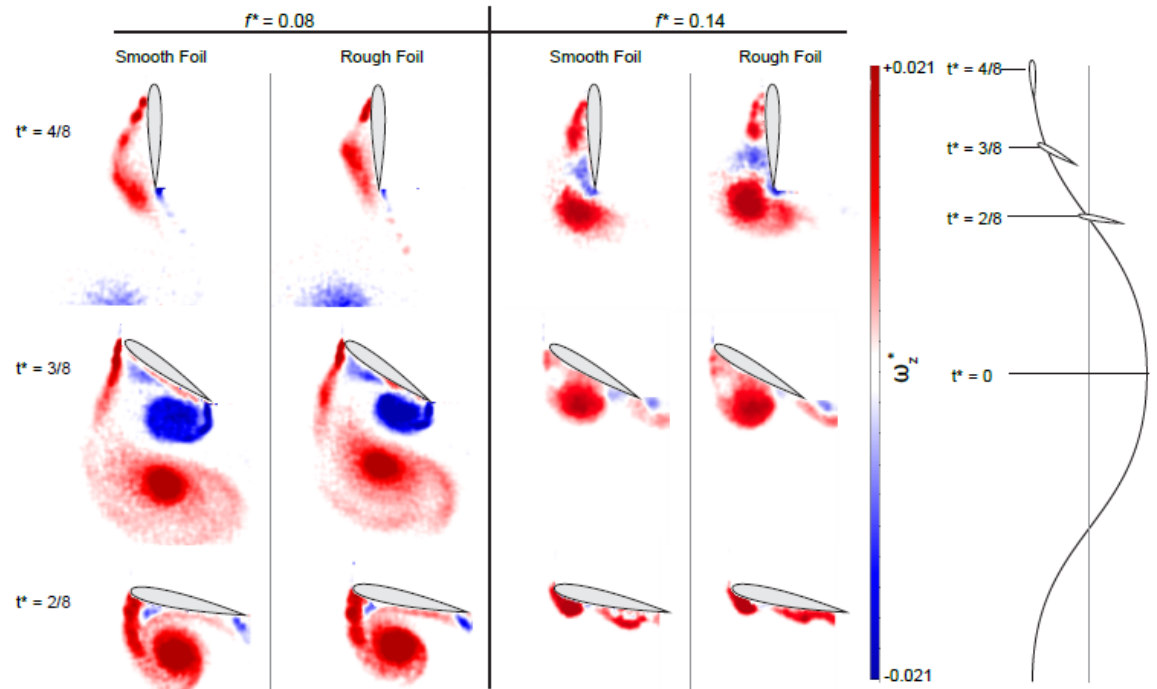 f* = 0.08
f* = 0.14
Smooth Foil
Rough Foil
Smooth Foil
Rough Foil
t* = 4/8
t* = 3/8
t* = 2/8
+0.021
ω*z
-0.021
t* = 4/8
t* = 3/8
t* = 2/8
t* = 0